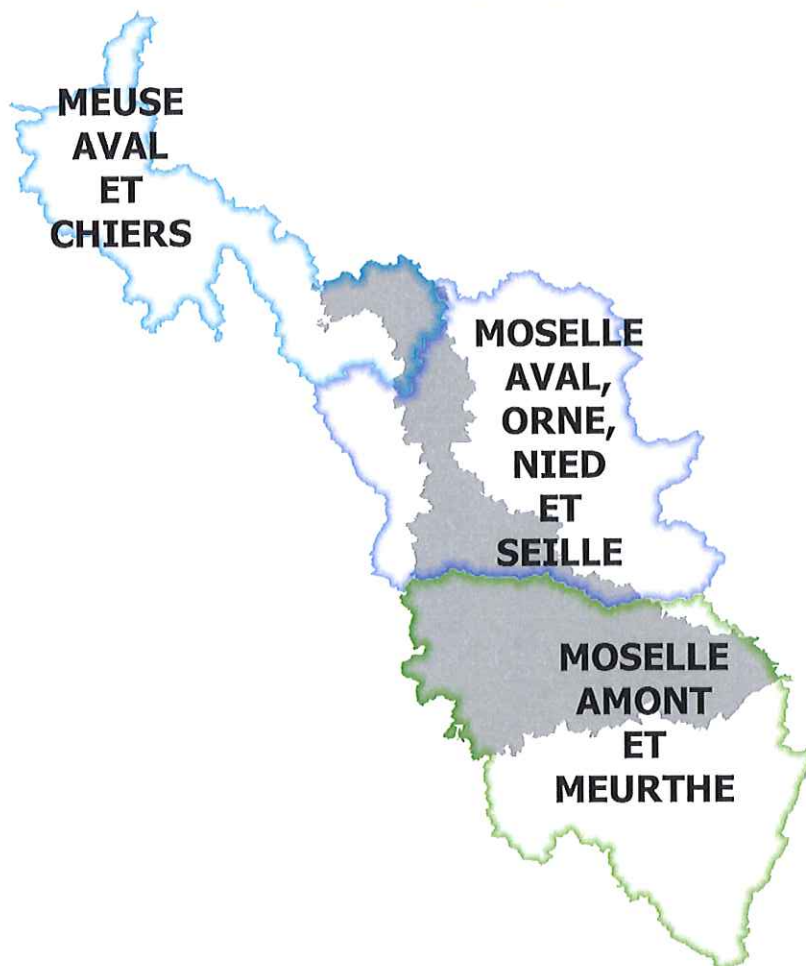 MEUSE
AVAL
ET
CHIERS
MOSELLE
AVAL,
ORNE,
NIED
ET
SEILLE
MOSELLE
AMONT
ET
MEURTHE